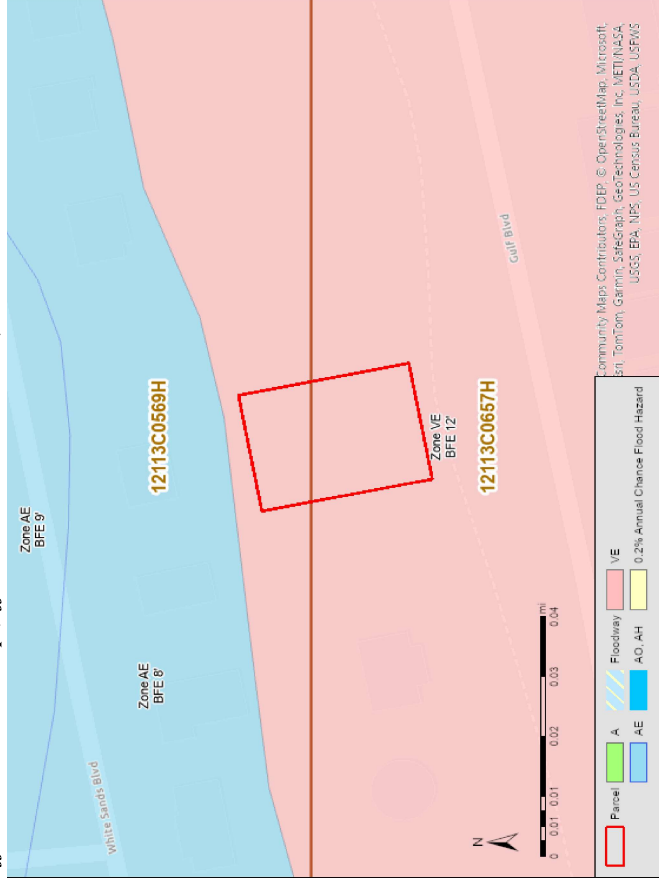 Zone AE
BFE 9'
White Sands Blvd
Zone AE
BFE 8'
12113C0569H
Zone VE
BFE 12'
12113C0657H
Gulf Blvd
N
0 0.01 0.01 0.02 0.03 0.04
mi
Community Maps Contributors, FDEP, © OpenStreetMap, Microsoft,
Esri, TomTom, Garmin, SafeGraph, GeoTechnologies, Inc, METI/NASA,
USGS, EPA, NPS, US Census Bureau, USDA, USFWS
Parcel A Floodway VE
AE AO, AH 0.2% Annual Chance Flood Hazard